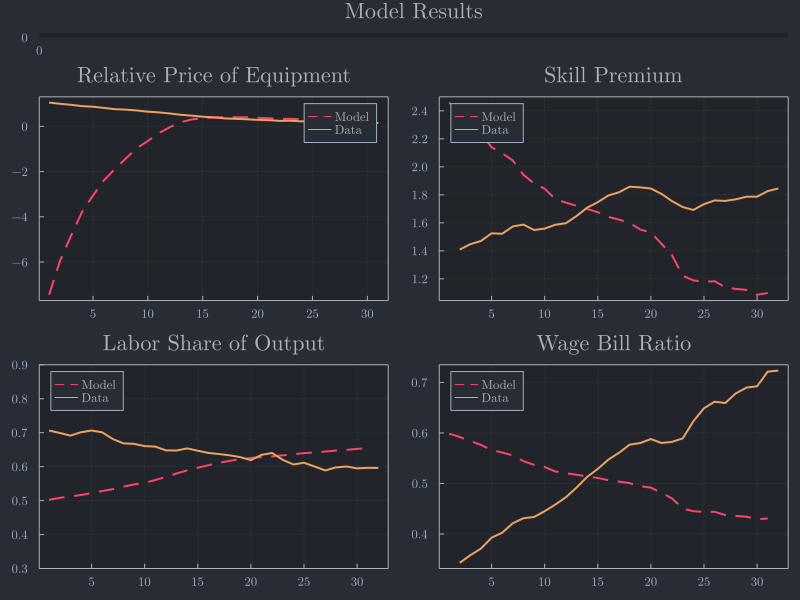 Model Results
0
0
Relative Price of Equipment
0
−2
−4
−6
5 10 15 20 25 30
Model
Data
Skill Premium
2.4
2.2
2.0
1.8
1.6
1.4
1.2
5 10 15 20 25 30
Model
Data
Labor Share of Output
0.9
0.8
0.7
0.6
0.5
0.4
0.3
5 10 15 20 25 30
Model
Data
Wage Bill Ratio
0.7
0.6
0.5
0.4
5 10 15 20 25 30
Model
Data